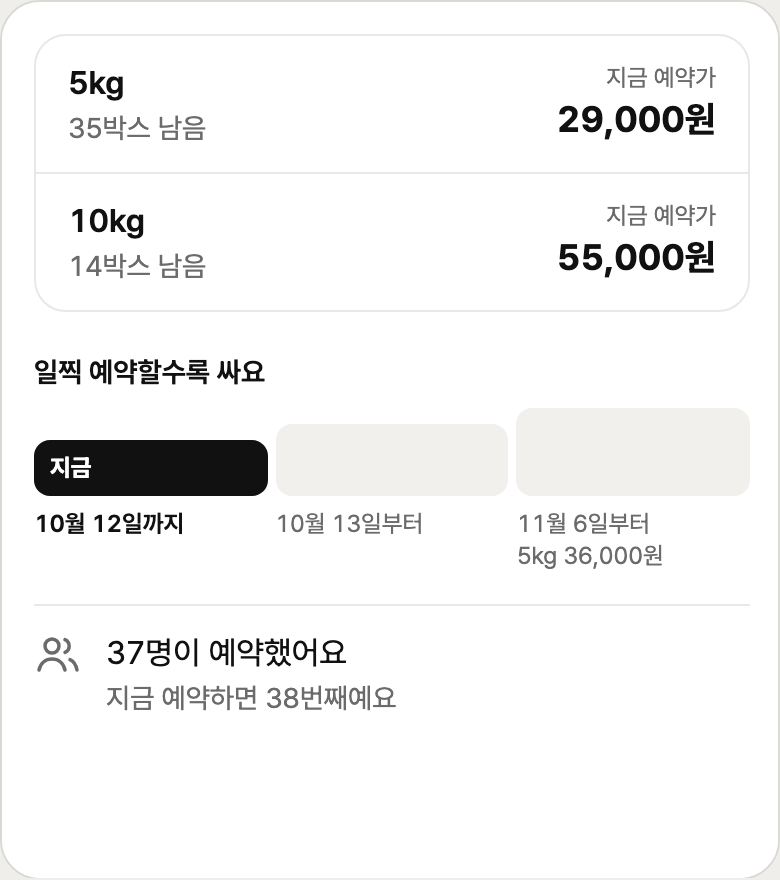 5kg
35박스 남음
지금 예약가
29,000원
10kg
14박스 남음
지금 예약가
55,000원
일찍 예약할수록 싸요
지금
10월 12일까지
10월 13일부터
11월 6일부터
5kg 36,000원
37명이 예약했어요
지금 예약하면 38번째예요